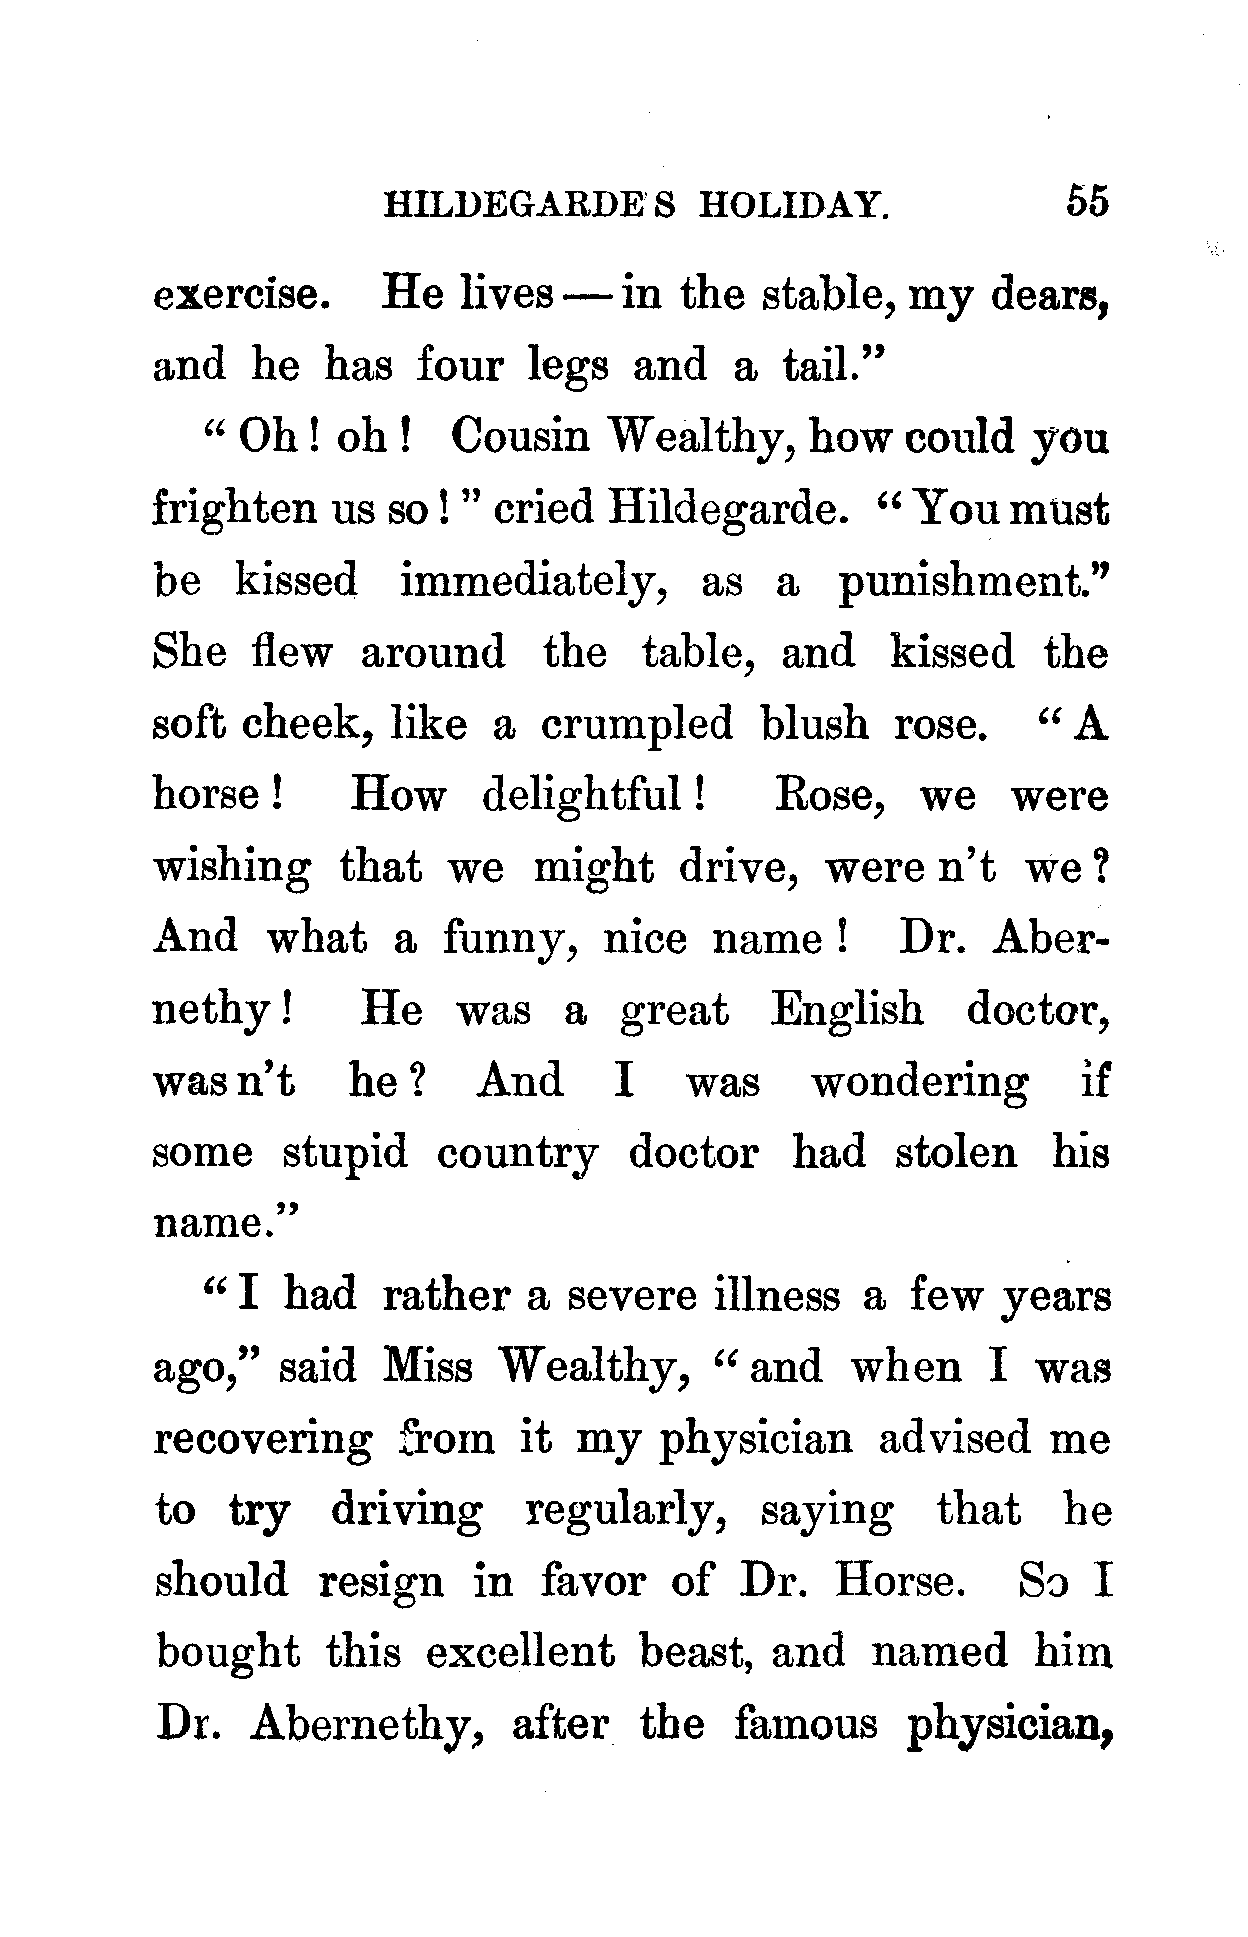 HILDEGARDE'S HOLIDAY. 55
exercise. He lives — in the stable, my dears,
and he has four legs and a tail."
"Oh! oh! Cousin Wealthy, how could you
frighten us so!" cried Hildegarde. "You must
be kissed immediately, as a punishment."
She flew around the table, and kissed the
soft cheek, like a crumpled blush rose. "A
horse! How delightful! Rose, we were
wishing that we might drive, were n't we?
And what a funny, nice name! Dr. Aber-
nethy! He was a great English doctor,
was n't he? And I was wondering if
some stupid country doctor had stolen his
name."
"I had rather a severe illness a few years
ago," said Miss Wealthy, "and when I was
recovering from it my physician advised me
to try driving regularly, saying that he
should resign in favor of Dr. Horse. So I
bought this excellent beast, and named him
Dr. Abernethy, after the famous physician,